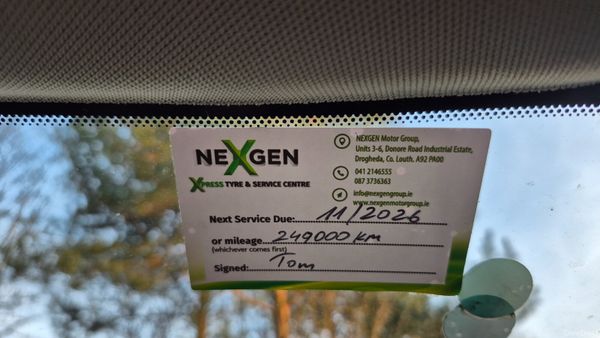 NEXGEN
XPRESS TYRE & SERVICE CENTRE
NEXGEN Motor Group,
Units 3-6, Donore Road Industrial Estate,
Drogheda, Co. Louth. A92 PA00
041 2146555
087 3736363
info@nexgengroup.ie
www.nexgenmotorgroup.ie
Next Service Due: 11/2026
or mileage 249000 KM
(whichever comes first)
Signed: Tom